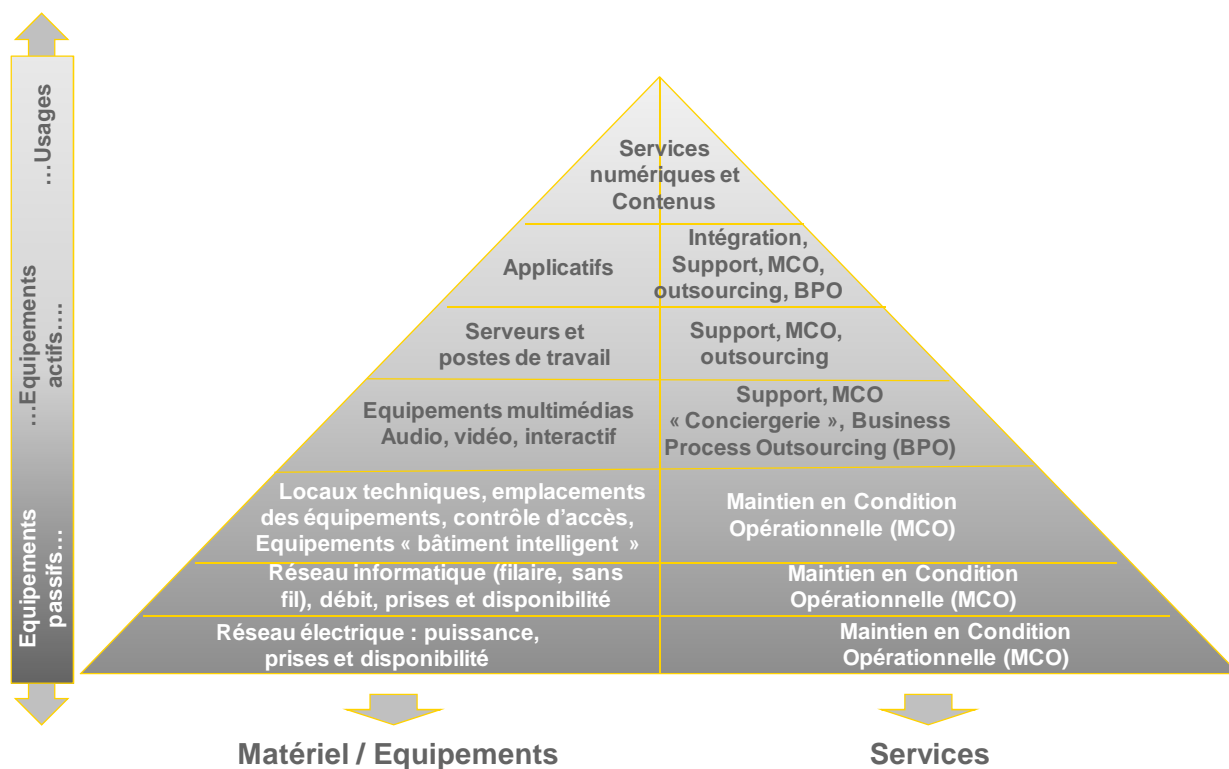 …Usages
…Equipements
actifs….
Equipements
passifs…
Services
numériques et
Contenus
Applicatifs
Intégration,
Support, MCO,
outsourcing, BPO
Serveurs et
postes de travail
Support, MCO,
outsourcing
Equipements multimédias
Audio, vidéo, interactif
Support, MCO
« Conciergerie », Business
Process Outsourcing (BPO)
Locaux techniques, emplacements
des équipements, contrôle d’accès,
Equipements « bâtiment intelligent »
Maintien en Condition
Opérationnelle (MCO)
Réseau informatique (filaire, sans
fil), débit, prises et disponibilité
Maintien en Condition
Opérationnelle (MCO)
Réseau électrique : puissance,
prises et disponibilité
Maintien en Condition
Opérationnelle (MCO)
Matériel / Equipements
Services